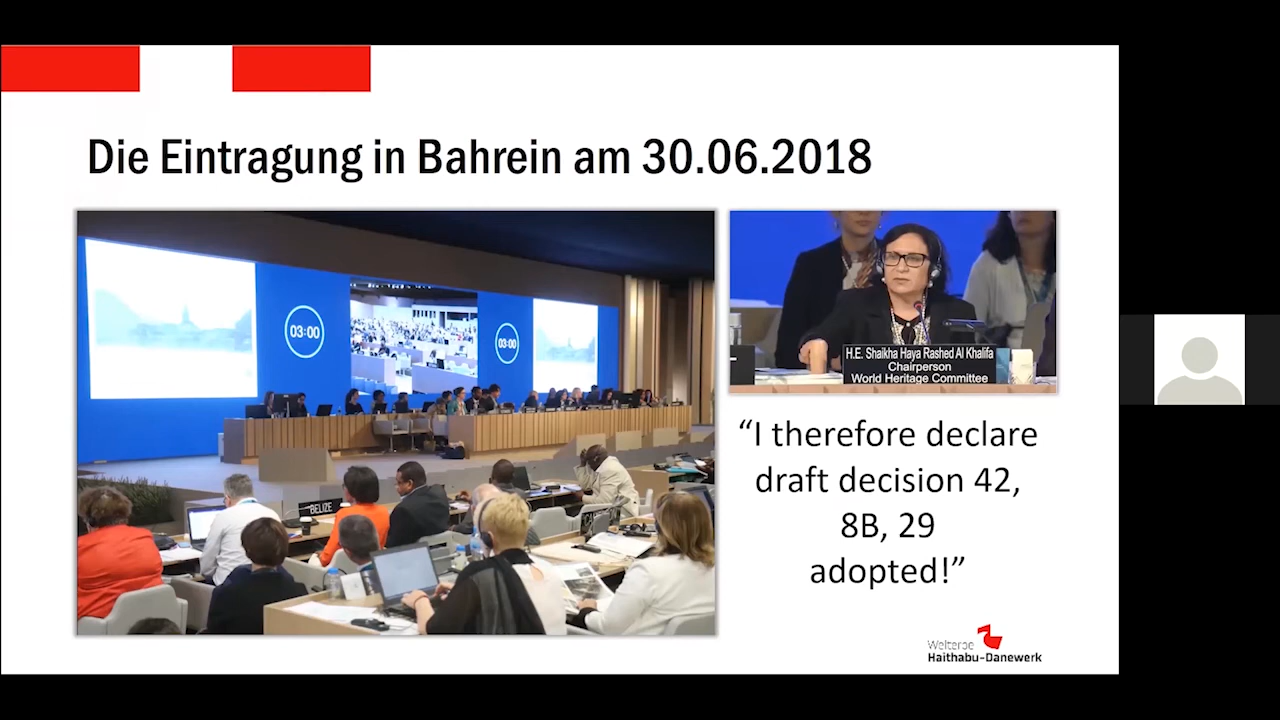 Die Eintragung in Bahrein am 30.06.2018
03:00
03:00
BELIZE
H.E. Shaikha Haya Rashed Al Khalifa
Chairperson
World Heritage Committee
“I therefore declare
draft decision 42,
8B, 29
adopted!”
Welterbe
Haithabu-Danewerk